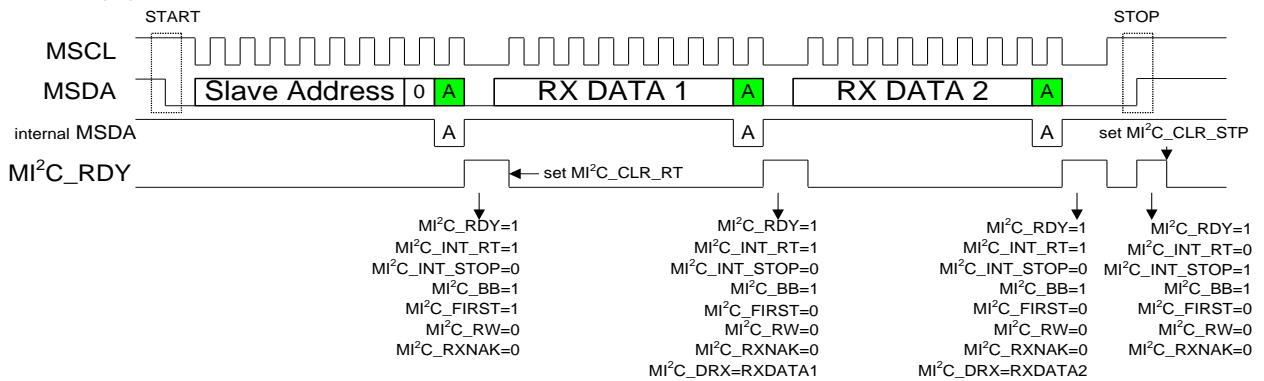 START STOP
MSCL
MSDA Slave Address 0 A RX DATA 1 A RX DATA 2 A
internal MSDA A A A set MI²C_CLR_STP
MI²C_RDY set MI²C_CLR_RT
MI²C_RDY=1 MI²C_RDY=1 MI²C_RDY=1 MI²C_RDY=1
MI²C_INT_RT=1 MI²C_INT_RT=1 MI²C_INT_RT=1 MI²C_INT_RT=0
MI²C_INT_STOP=0 MI²C_INT_STOP=0 MI²C_INT_STOP=0 MI²C_INT_STOP=1
MI²C_BB=1 MI²C_BB=1 MI²C_BB=1 MI²C_BB=1
MI²C_FIRST=1 MI²C_FIRST=0 MI²C_FIRST=0 MI²C_FIRST=0
MI²C_RW=0 MI²C_RW=0 MI²C_RW=0 MI²C_RW=0
MI²C_RXNAK=0 MI²C_RXNAK=0 MI²C_RXNAK=0 MI²C_RXNAK=0
MI²C_DRX=RXDATA1 MI²C_DRX=RXDATA2